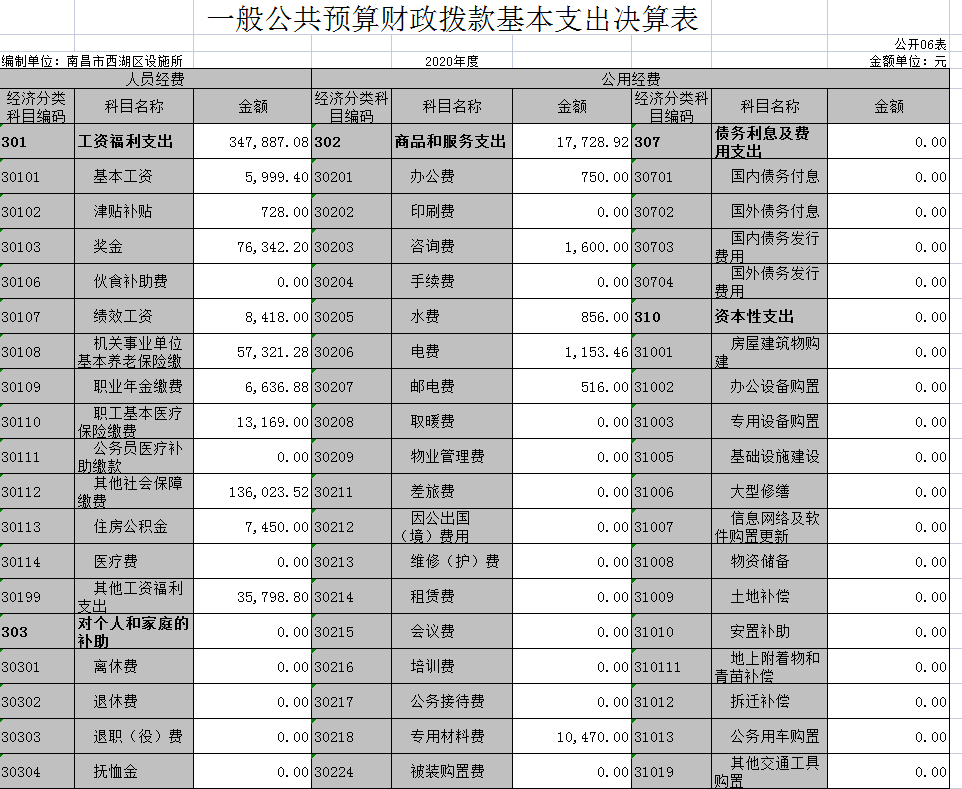 一般公共预算财政拨款基本支出决算表
公开06表
编制单位：南昌市西湖区设施所 2020年度 金额单位：元
人员经费 公用经费
经济分类科目编码 科目名称 金额 经济分类科目编码 科目名称 金额 经济分类科目编码 科目名称 金额
301 工资福利支出 347,887.08 302 商品和服务支出 17,728.92 307 债务利息及费用支出 0.00
30101 基本工资 5,999.40 30201 办公费 750.00 30701 国内债务付息 0.00
30102 津贴补贴 728.00 30202 印刷费 0.00 30702 国外债务付息 0.00
30103 奖金 76,342.20 30203 咨询费 1,600.00 30703 国内债务发行费用 0.00
30106 伙食补助费 0.00 30204 手续费 0.00 30704 国外债务发行费用 0.00
30107 绩效工资 8,418.00 30205 水费 856.00 310 资本性支出 0.00
30108 机关事业单位基本养老保险缴 57,321.28 30206 电费 1,153.46 31001 房屋建筑物购建 0.00
30109 职业年金缴费 6,636.88 30207 邮电费 516.00 31002 办公设备购置 0.00
30110 职工基本医疗保险缴费 13,169.00 30208 取暖费 0.00 31003 专用设备购置 0.00
30111 公务员医疗补助缴款 0.00 30209 物业管理费 0.00 31005 基础设施建设 0.00
30112 其他社会保障缴费 136,023.52 30211 差旅费 0.00 31006 大型修缮 0.00
30113 住房公积金 7,450.00 30212 因公出国（境）费用 0.00 31007 信息网络及软件购置更新 0.00
30114 医疗费 0.00 30213 维修（护）费 0.00 31008 物资储备 0.00
30199 其他工资福利支出 35,798.80 30214 租赁费 0.00 31009 土地补偿 0.00
303 对个人和家庭的补助 0.00 30215 会议费 0.00 31010 安置补助 0.00
30301 离休费 0.00 30216 培训费 0.00 310111 地上附着物和青苗补偿 0.00
30302 退休费 0.00 30217 公务接待费 0.00 31012 拆迁补偿 0.00
30303 退职（役）费 0.00 30218 专用材料费 10,470.00 31013 公务用车购置 0.00
30304 抚恤金 0.00 30224 被装购置费 0.00 31019 其他交通工具购置 0.00